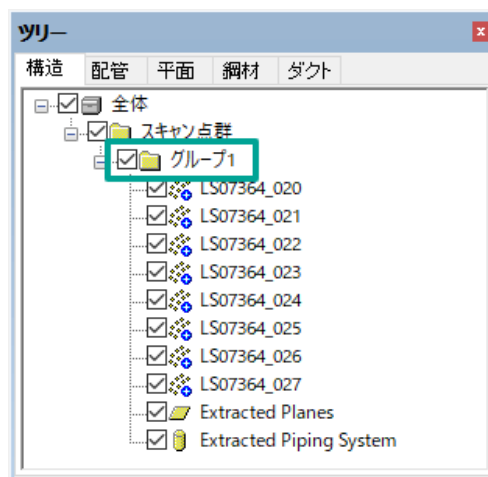 ツリー
構造 配管 平面 鋼材 ダクト
全体
スキャン点群
グループ1
LS07364_020
LS07364_021
LS07364_022
LS07364_023
LS07364_024
LS07364_025
LS07364_026
LS07364_027
Extracted Planes
Extracted Piping System